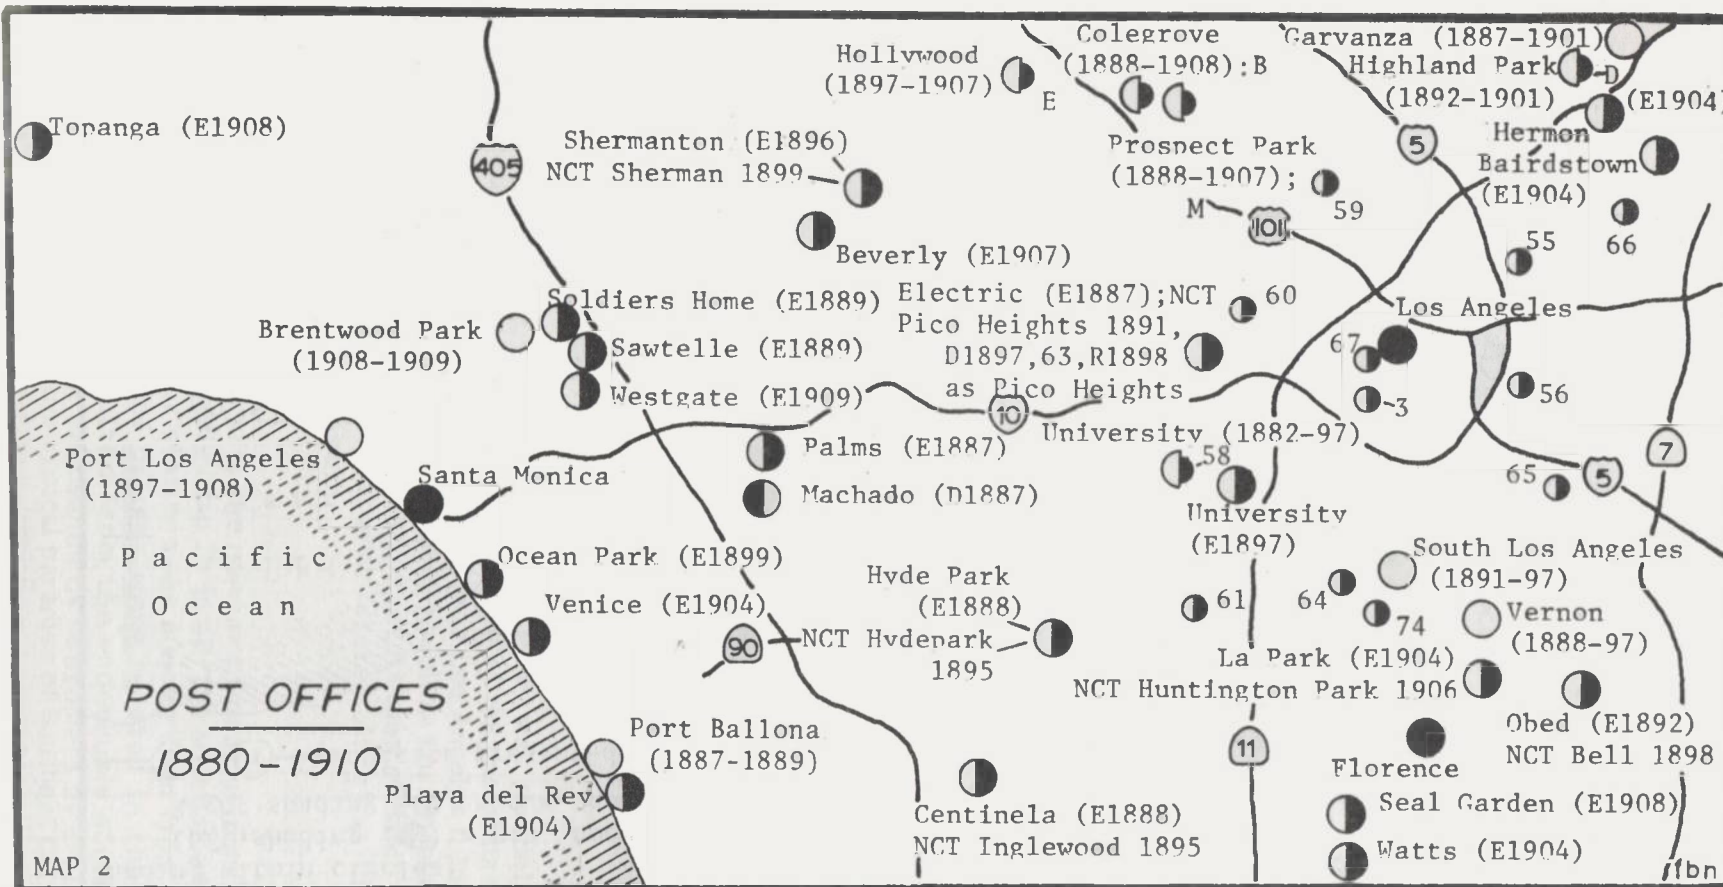 Hollywood
(1897-1907)
E
Colegrove
(1888-1908):B
Garvanza (1887-1901)
Highland Park
D
(1892-1901)
(E1904)
Hermon
Bairdstown
(E1904)
Topanga (E1908)
405
Shermanton (E1896)
NCT Sherman 1899
Prospect Park
(1888-1907);
M
5
101
59
66
55
Beverly (E1907)
Soldiers Home (E1889)
Brentwood Park
(1908-1909)
Sawtelle (E1889)
Westgate (E1909)
Electric (E1887);NCT
Pico Heights 1891,
D1897,63,R1898
as Pico Heights
60
Los Angeles
67
3
56
10
University (1882-97)
58
7
65
5
Palms (E1887)
Machado (D1887)
Port Los Angeles
(1897-1908)
Santa Monica
University
(E1897)
Pacific
Ocean
Ocean Park (E1899)
Venice (E1904)
90
Hyde Park
(E1888)
NCT Hydepark
1895
61
64
74
South Los Angeles
(1891-97)
Vernon
(1888-97)
La Park (E1904)
NCT Huntington Park 1906
Obed (E1892)
NCT Bell 1898
11
Florence
Seal Garden (E1908)
Watts (E1904)
POST OFFICES
1880-1910
Port Ballona
(1887-1889)
Playa del Rey
(E1904)
Centinela (E1888)
NCT Inglewood 1895
MAP 2